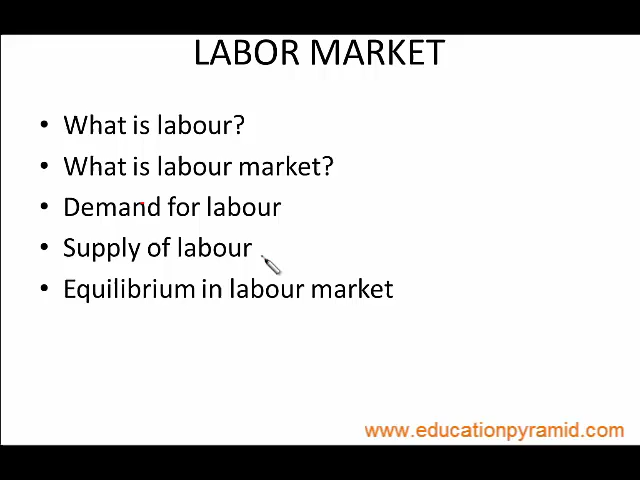 LABOR MARKET
• What is labour?
• What is labour market?
• Demand for labour
• Supply of labour
• Equilibrium in labour market
www.educationpyramid.com